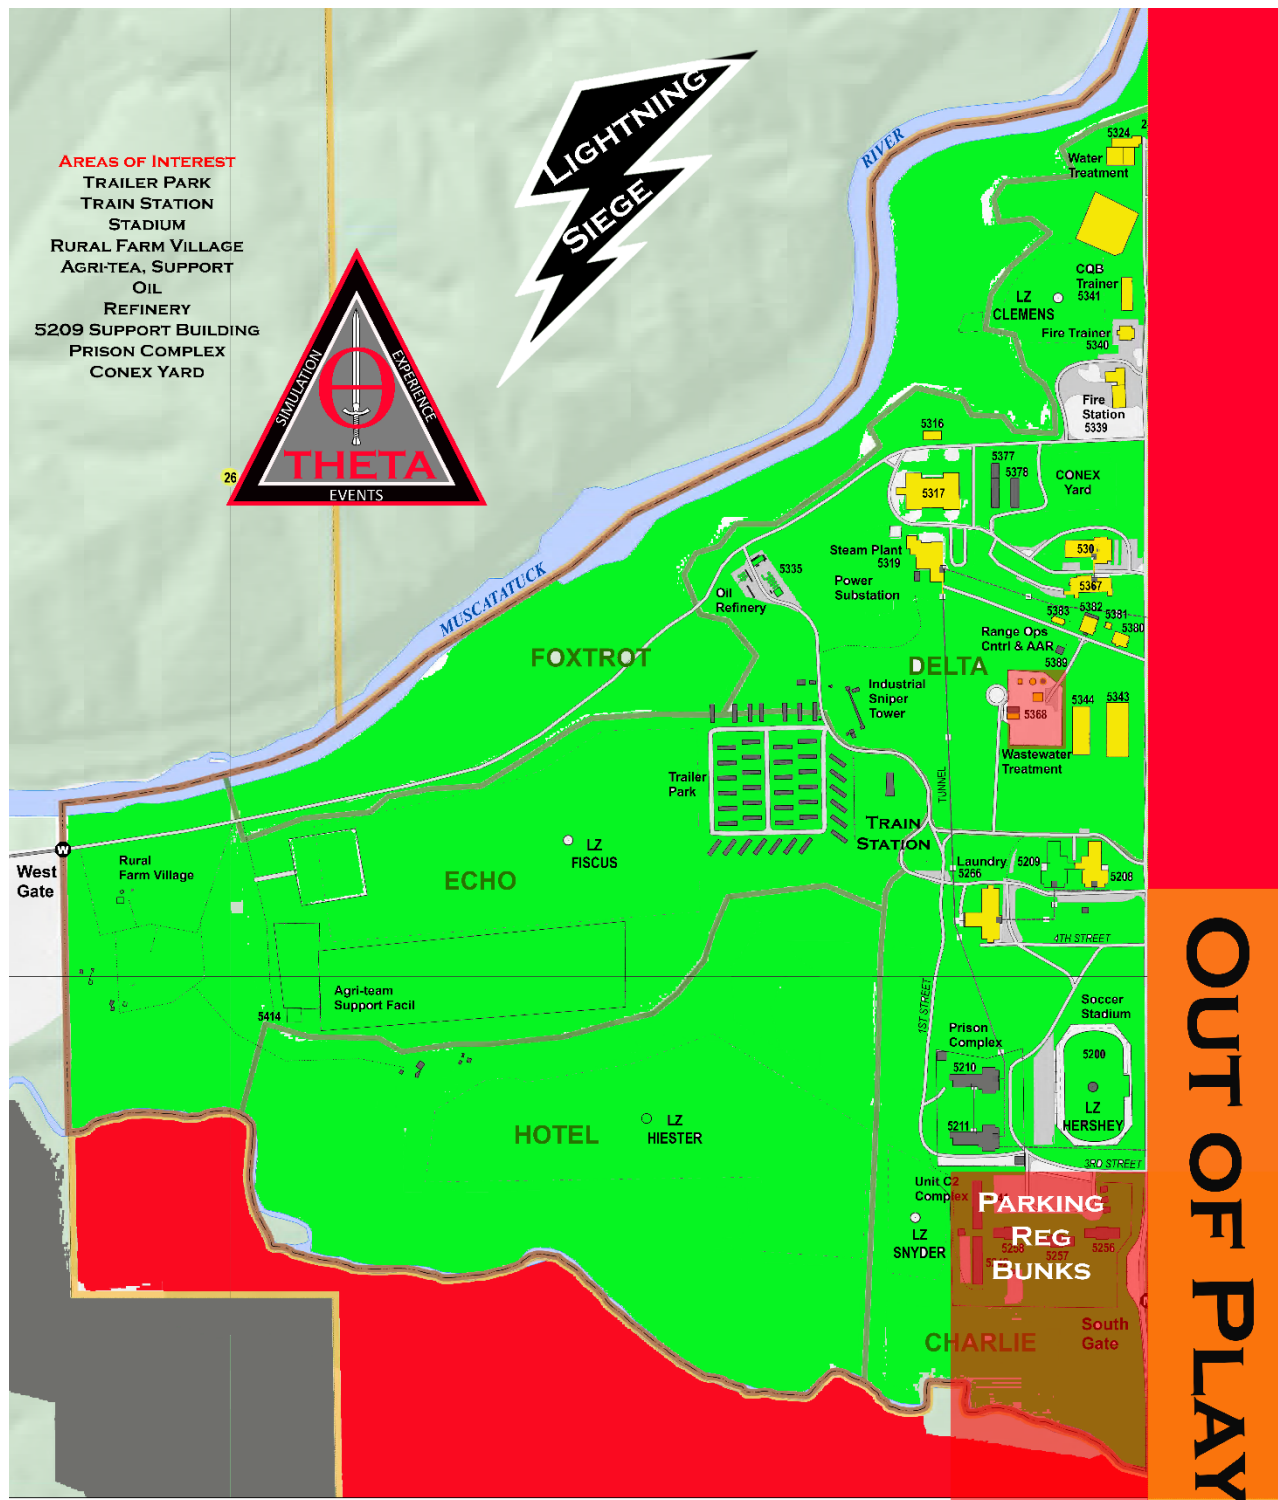 AREAS OF INTEREST
TRAILER PARK
TRAIN STATION
STADIUM
RURAL FARM VILLAGE
AGRI-TEA, SUPPORT
OIL
REFINERY
5209 SUPPORT BUILDING
PRISON COMPLEX
CONEX YARD
LIGHTNING
SIEGE
SIMULATION
EXPERIENCE
Θ
THETA
EVENTS
26
RIVER
MUSCATATUCK
5324
Water
Treatment
CQB
Trainer
5341
LZ
CLEMENS
Fire Trainer
5340
Fire
Station
5339
5316
5377
5378
CONEX
Yard
5317
Steam Plant
5319
530
Power
Substation
5367
5335
Oil
Refinery
5383
5382
5381
5380
Range Ops
Cntrl & AAR
5389
FOXTROT
DELTA
Industrial
Sniper
Tower
5368
5344
5343
Wastewater
Treatment
Trailer
Park
TUNNEL
TRAIN
STATION
W
West
Gate
Rural
Farm Village
LZ
FISCUS
ECHO
Laundry
5266
5209
5208
4TH STREET
1ST STREET
Agri-team
Support Facil
5414
Soccer
Stadium
Prison
Complex
5200
5210
LZ
HERSHEY
5211
LZ
HIESTER
HOTEL
3RD STREET
Unit C2
Complex
LZ
SNYDER
PARKING
REG
BUNKS
5258
5257
5256
South
Gate
CHARLIE
OUT OF PLAY